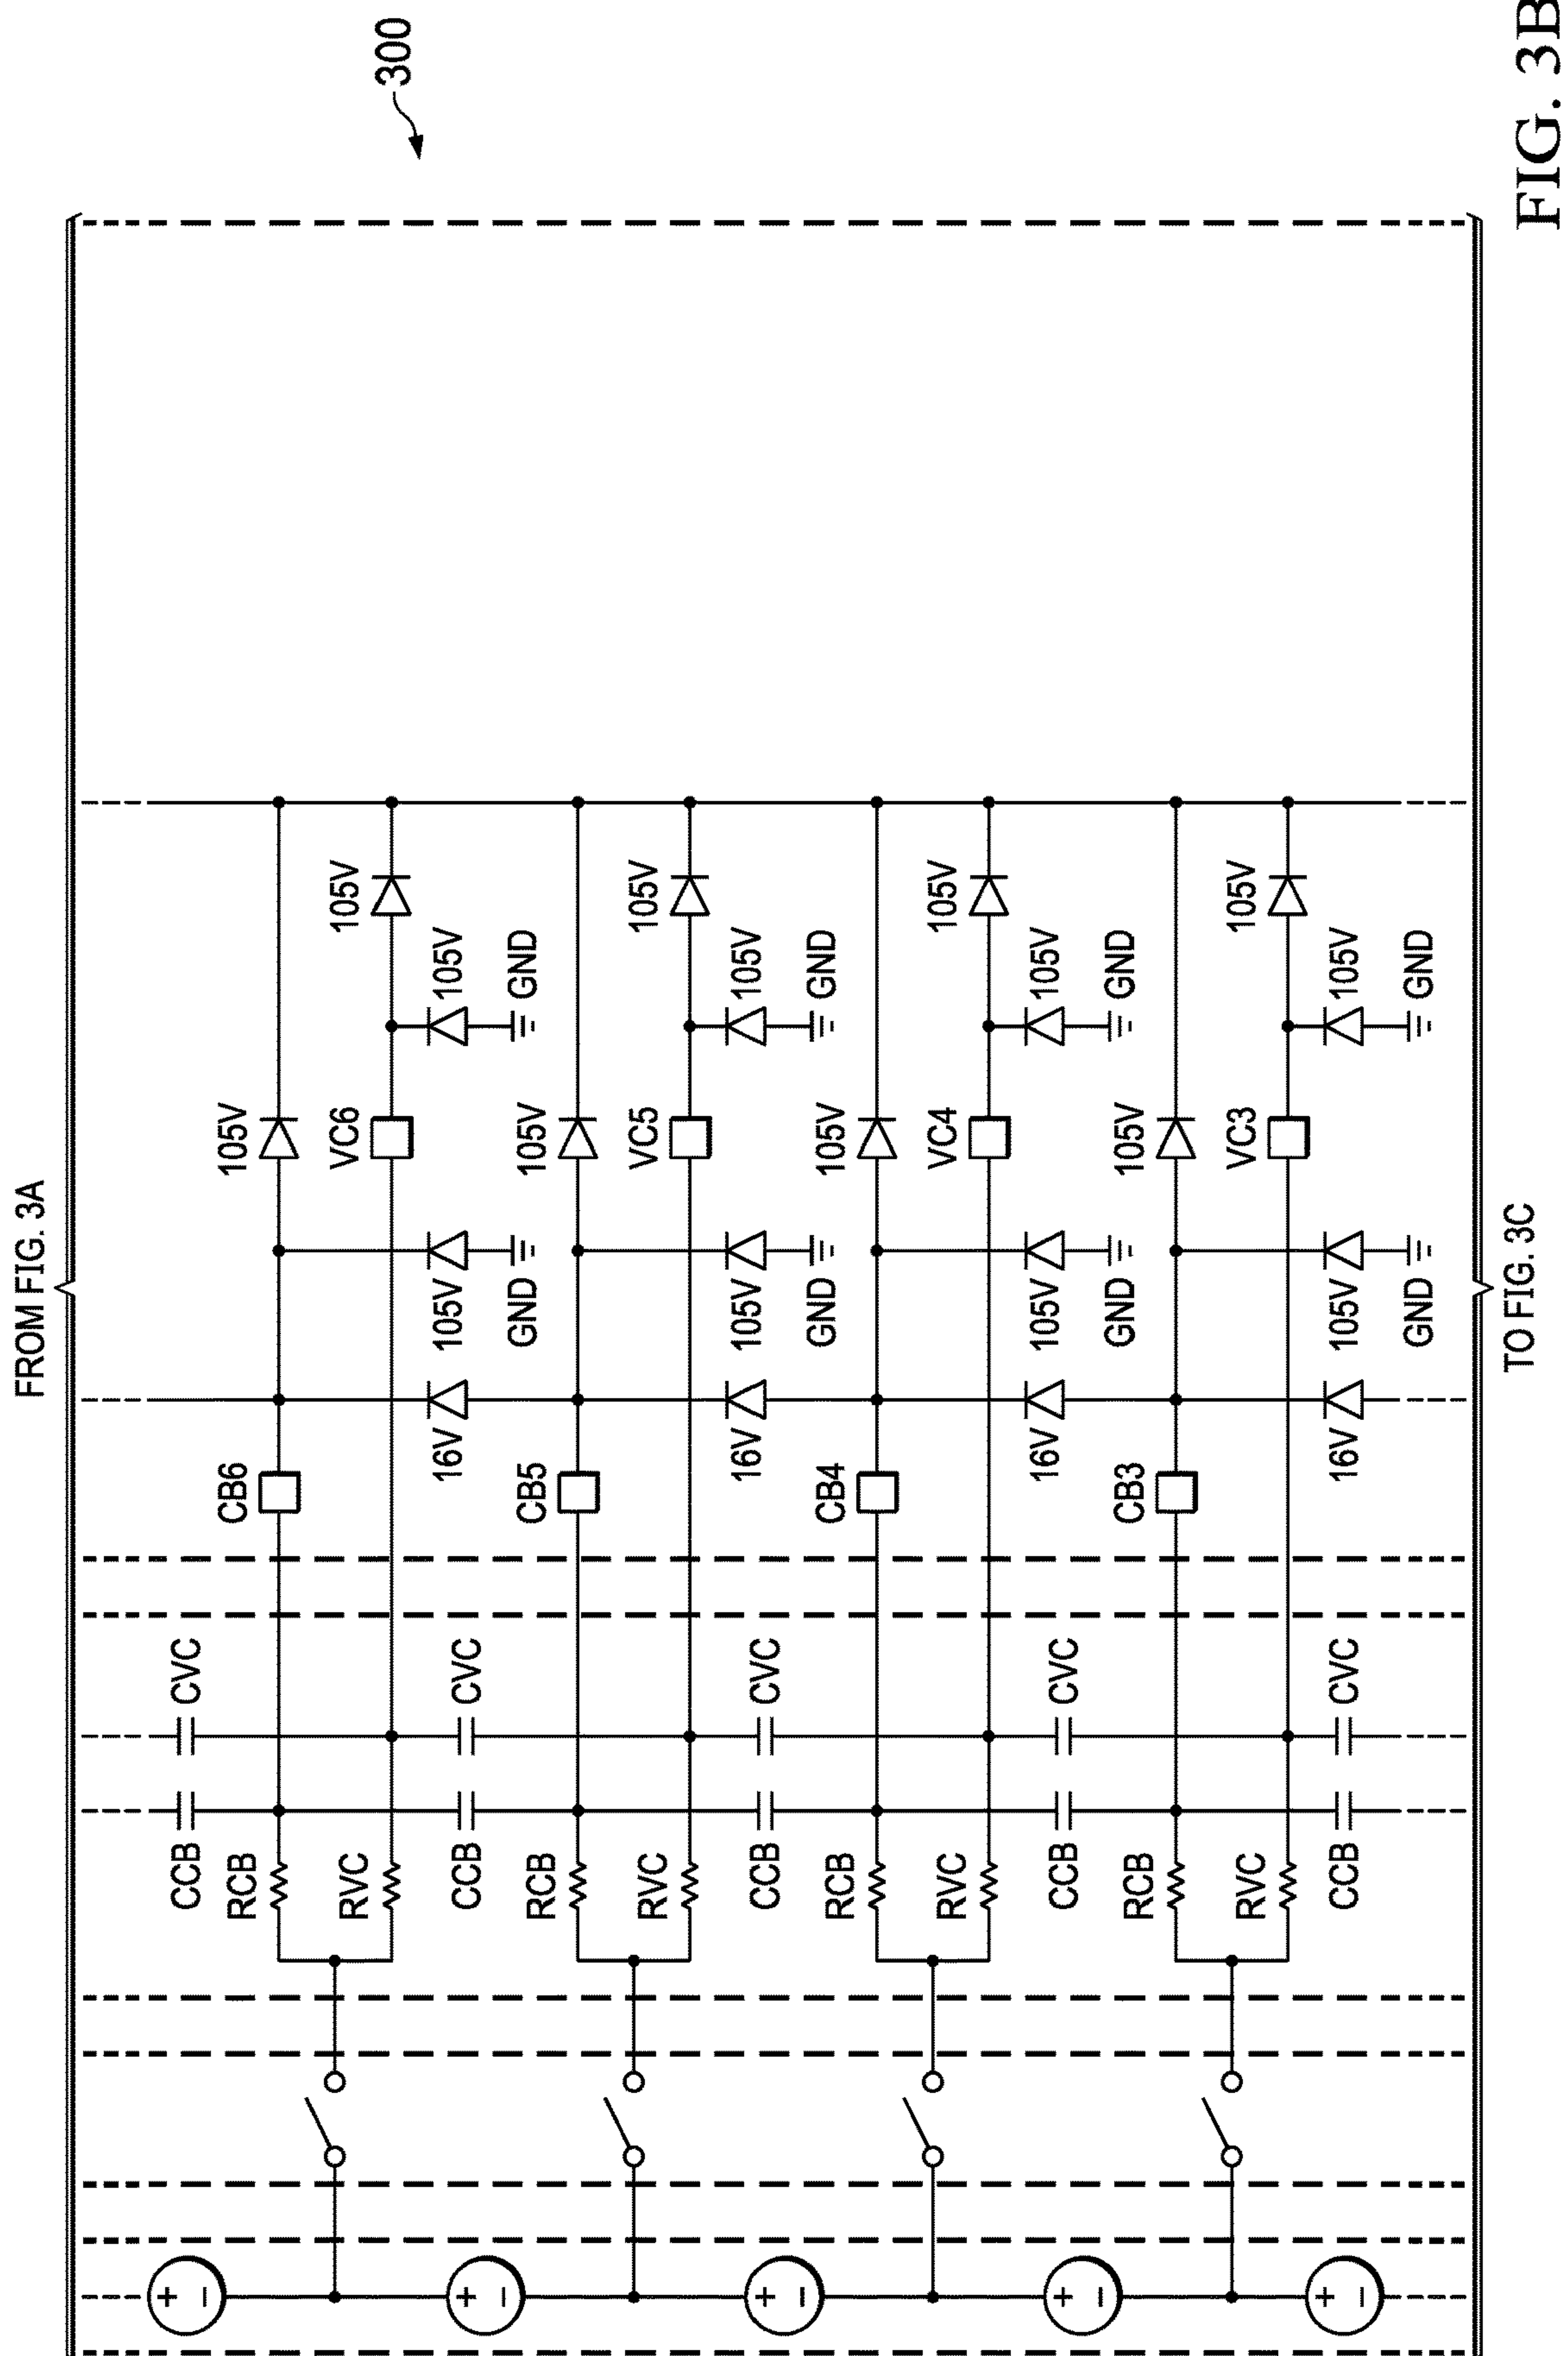 FROM FIG. 3A
CCB CVC
RCB CB6 105V
RVC VC6 105V
300
CCB CVC 16V 105V 105V
GND GND
RCB CB5 105V
RVC VC5 105V
CCB CVC 16V 105V 105V
GND GND
RCB CB4 105V
RVC VC4 105V
CCB CVC 16V 105V 105V
GND GND
RCB CB3 105V
RVC VC3 105V
CCB CVC 16V 105V 105V
GND GND
TO FIG. 3C
FIG. 3B